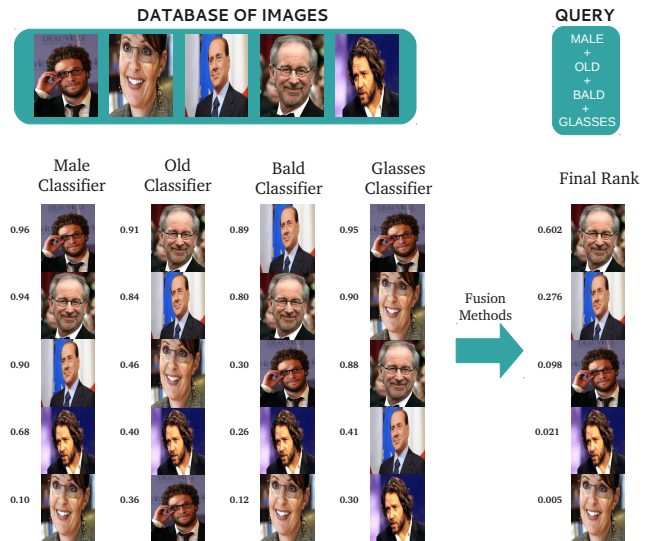 DATABASE OF IMAGES
QUERY
MALE
+
OLD
+
BALD
+
GLASSES
Male
Classifier
Old
Classifier
Bald
Classifier
Glasses
Classifier
Final Rank
0.96
0.91
0.89
0.95
0.602
0.94
0.84
0.80
0.90
0.276
Fusion
Methods
0.90
0.46
0.30
0.88
0.098
0.68
0.40
0.26
0.41
0.021
0.10
0.36
0.12
0.30
0.005